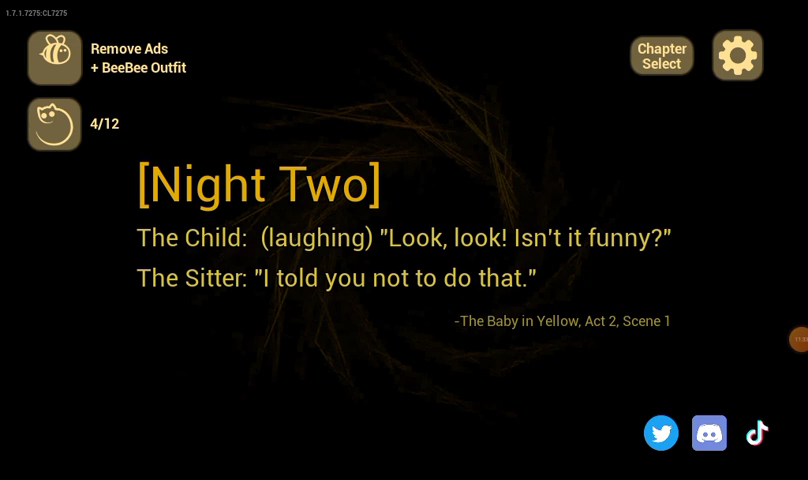 1.7.1.7275:CL7275
Remove Ads
+ BeeBee Outfit
Chapter
Select
4/12
[Night Two]
The Child:  (laughing) "Look, look! Isn't it funny?"
The Sitter: "I told you not to do that."
-The Baby in Yellow, Act 2, Scene 1